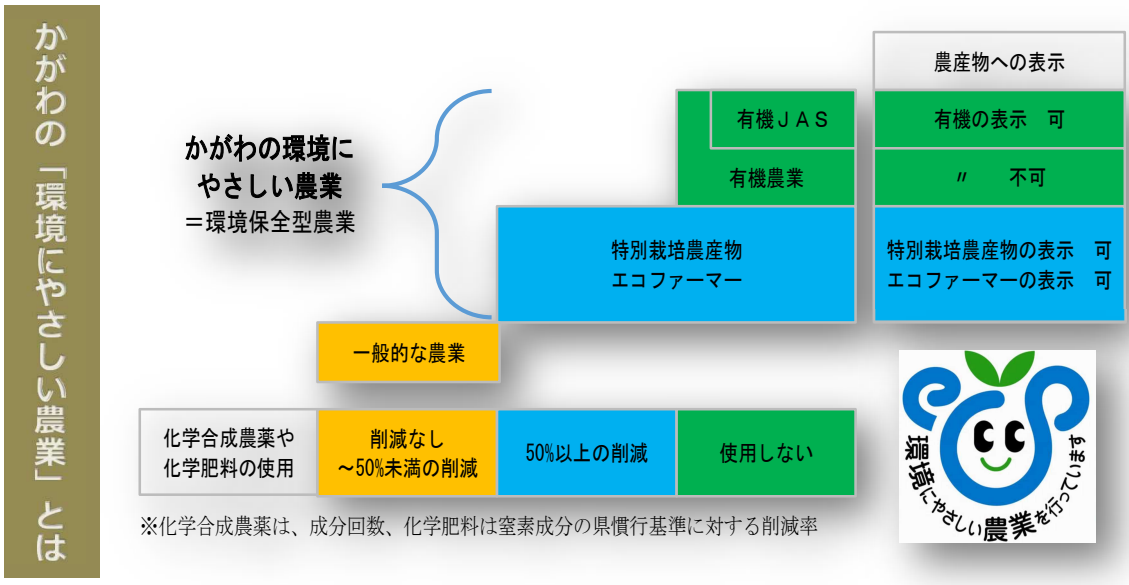 かがわの「環境にやさしい農業」とは
農産物への表示
有機ＪＡＳ
有機の表示　可
かがわの環境に
やさしい農業
＝環境保全型農業
有機農業
〃　　不可
特別栽培農産物
エコファーマー
特別栽培農産物の表示　可
エコファーマーの表示　可
一般的な農業
化学合成農薬や
化学肥料の使用
削減なし
～50%未満の削減
50%以上の削減
使用しない
環境にやさしい農業を行っています
※化学合成農薬は、成分回数、化学肥料は窒素成分の県慣行基準に対する削減率